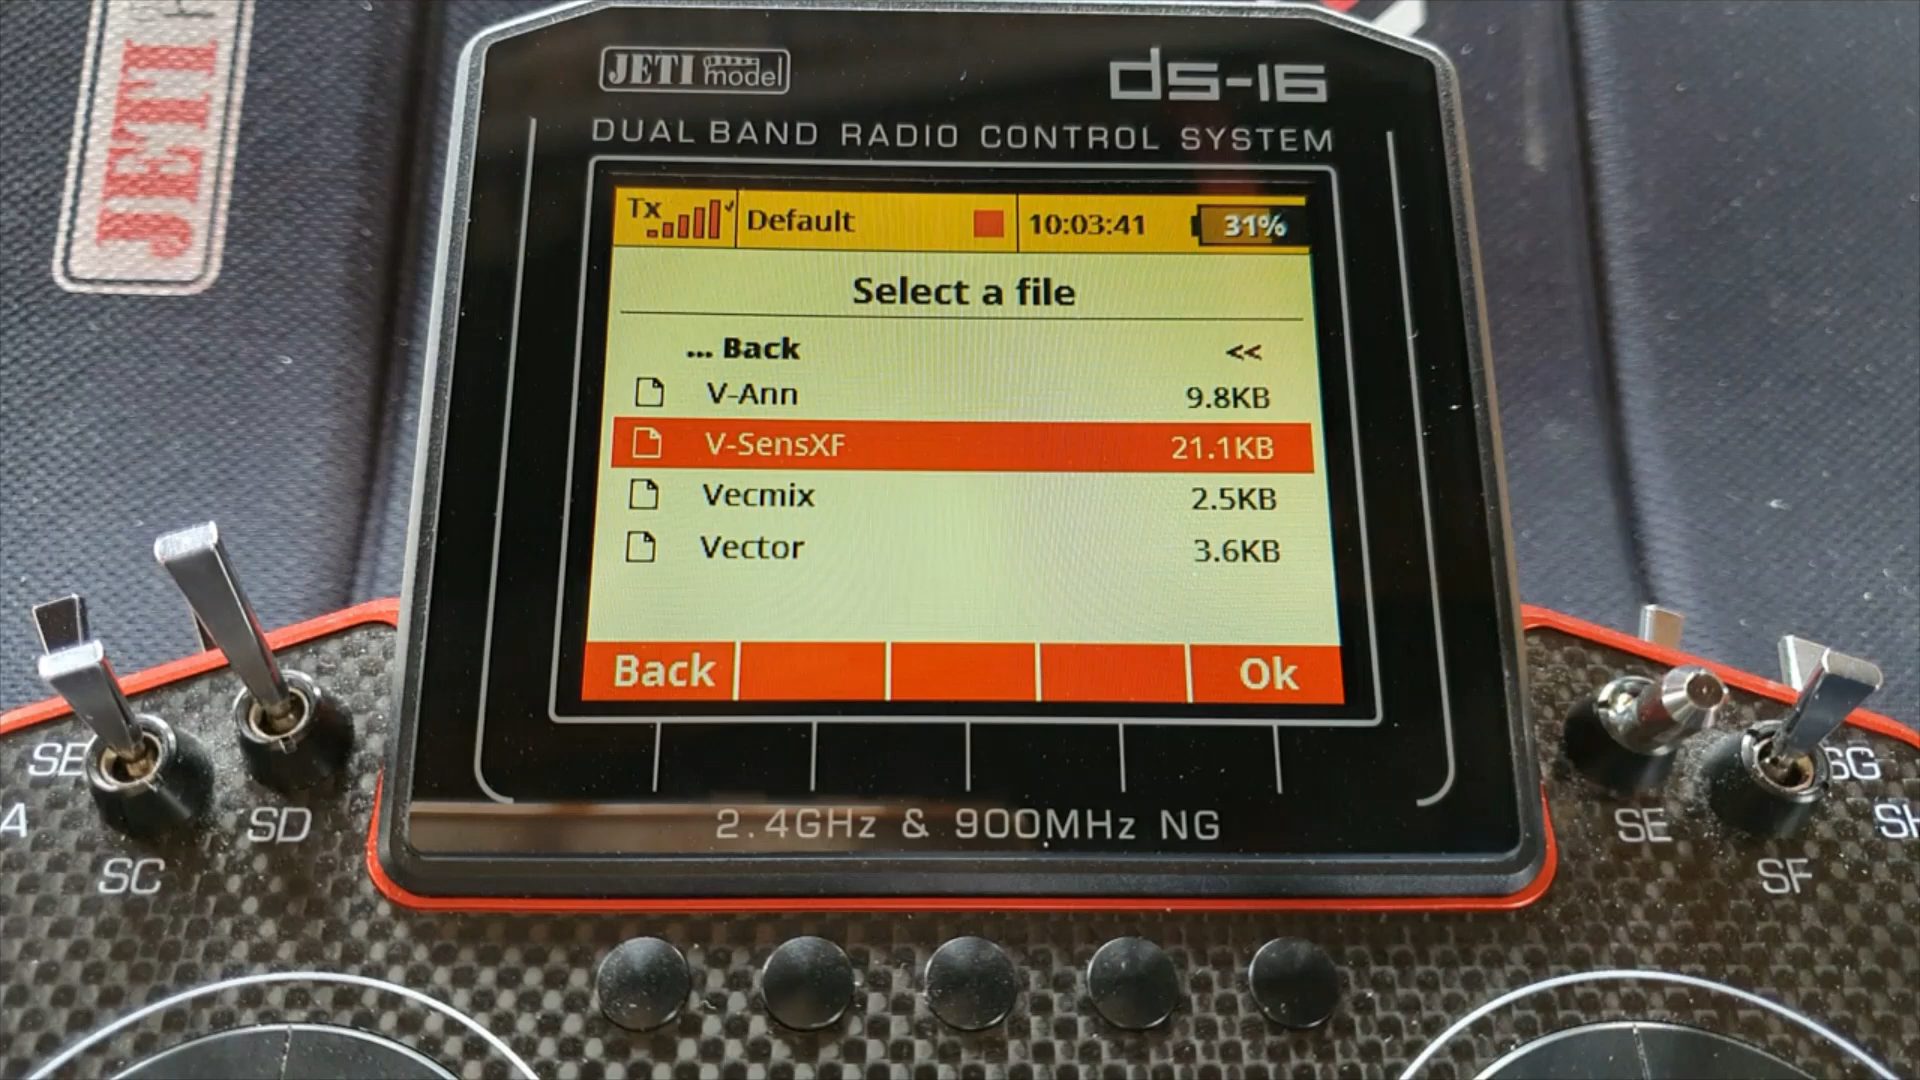 JETI
JETI model
ds-16
DUAL BAND RADIO CONTROL SYSTEM
Tx Default 10:03:41 31%
Select a file
... Back <<
V-Ann 9.8KB
V-SensXF 21.1KB
Vecmix 2.5KB
Vector 3.6KB
Back Ok
2.4GHz & 900MHz NG
SD
SC
SE
SF
SG